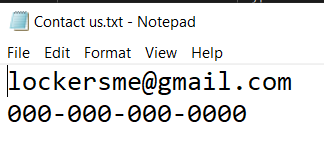 Contact us.txt - Notepad
File Edit Format View Help
lockersme@gmail.com
000-000-000-0000